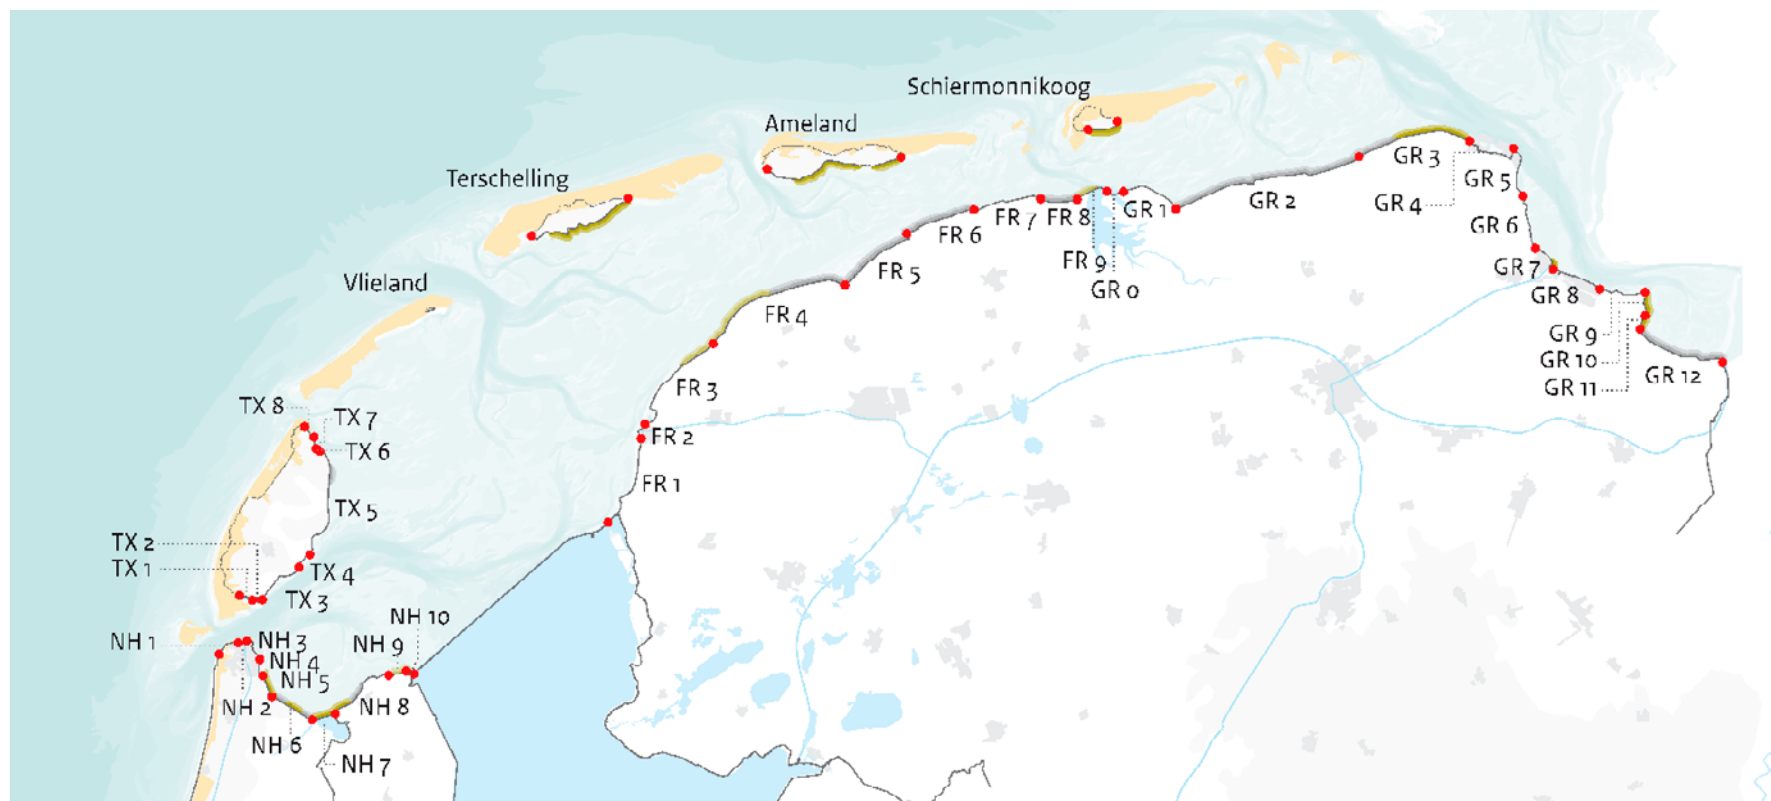 Schiermonnikoog
Ameland
Terschelling
Vlieland
GR 3
GR 5
GR 4
GR 2
GR 1
FR 8
FR 7
FR 6
FR 9
GR 0
GR 6
GR 7
GR 8
FR 5
FR 4
GR 9
GR 10
GR 11
GR 12
FR 3
FR 2
FR 1
TX 8
TX 7
TX 6
TX 5
TX 2
TX 1
TX 4
TX 3
NH 10
NH 1
NH 3
NH 9
NH 4
NH 5
NH 2
NH 8
NH 6
NH 7